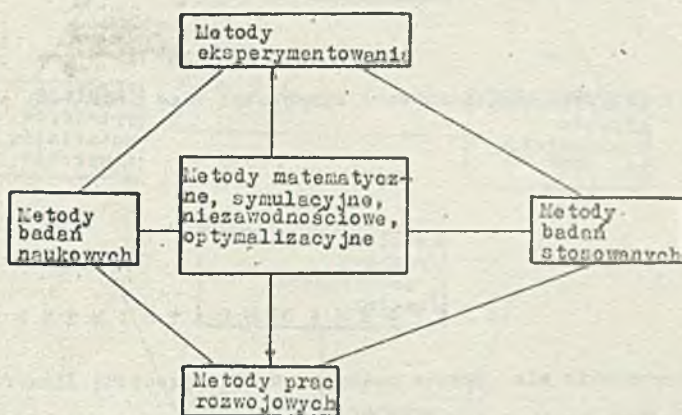 Metody
eksperymentowania
Metody matematycz-
ne, symulacyjne,
niezawodnościowe,
optymalizacyjne
Metody
badań
naukowych
Metody
badań
stosowanych
Metody prac
rozwojowych